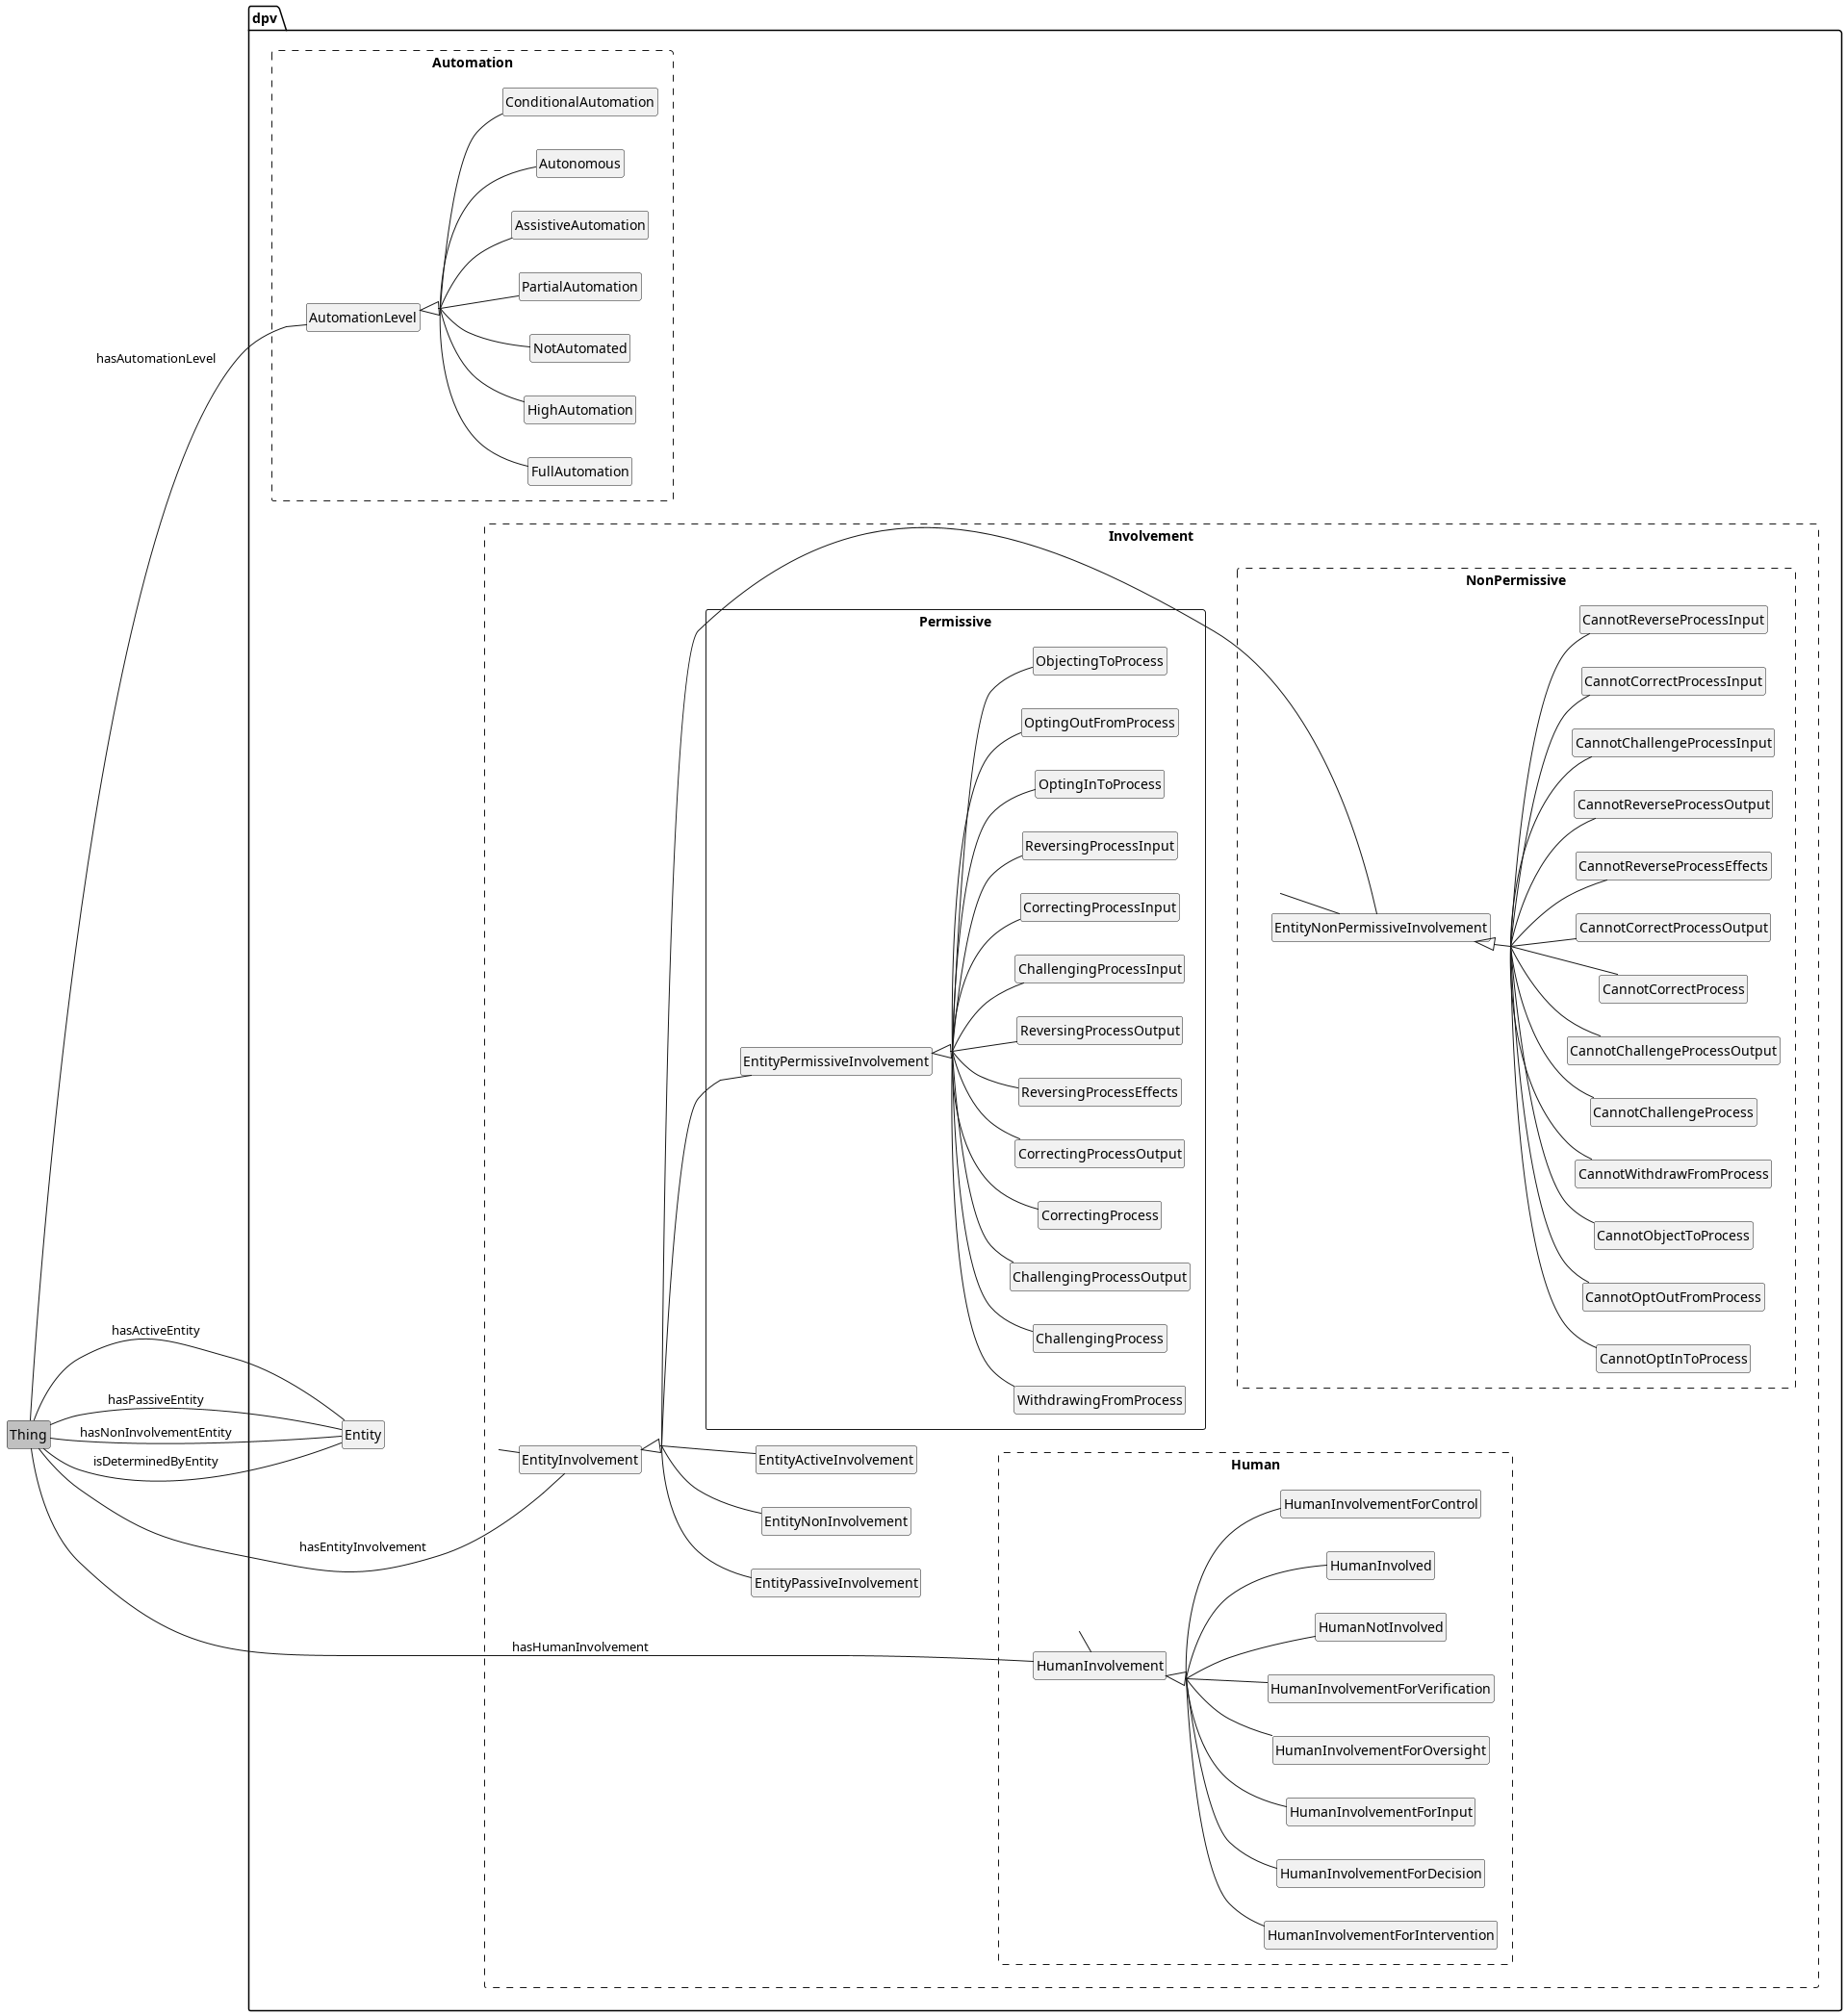 dpv
Automation
ConditionalAutomation
Autonomous
AssistiveAutomation
PartialAutomation
AutomationLevel
NotAutomated
hasAutomationLevel
HighAutomation
FullAutomation
Involvement
NonPermissive
CannotReverseProcessInput
CannotCorrectProcessInput
CannotChallengeProcessInput
CannotReverseProcessOutput
CannotReverseProcessEffects
EntityNonPermissiveInvolvement
CannotCorrectProcessOutput
CannotCorrectProcess
CannotChallengeProcessOutput
CannotChallengeProcess
CannotWithdrawFromProcess
CannotObjectToProcess
CannotOptOutFromProcess
CannotOptInToProcess
Permissive
ObjectingToProcess
OptingOutFromProcess
OptingInToProcess
ReversingProcessInput
CorrectingProcessInput
ChallengingProcessInput
ReversingProcessOutput
EntityPermissiveInvolvement
ReversingProcessEffects
CorrectingProcessOutput
CorrectingProcess
ChallengingProcessOutput
ChallengingProcess
WithdrawingFromProcess
hasActiveEntity
hasPassiveEntity
Thing
hasNonInvolvementEntity
Entity
isDeterminedByEntity
EntityInvolvement
EntityActiveInvolvement
EntityNonInvolvement
hasEntityInvolvement
EntityPassiveInvolvement
hasHumanInvolvement
Human
HumanInvolvementForControl
HumanInvolved
HumanNotInvolved
HumanInvolvement
HumanInvolvementForVerification
HumanInvolvementForOversight
HumanInvolvementForInput
HumanInvolvementForDecision
HumanInvolvementForIntervention